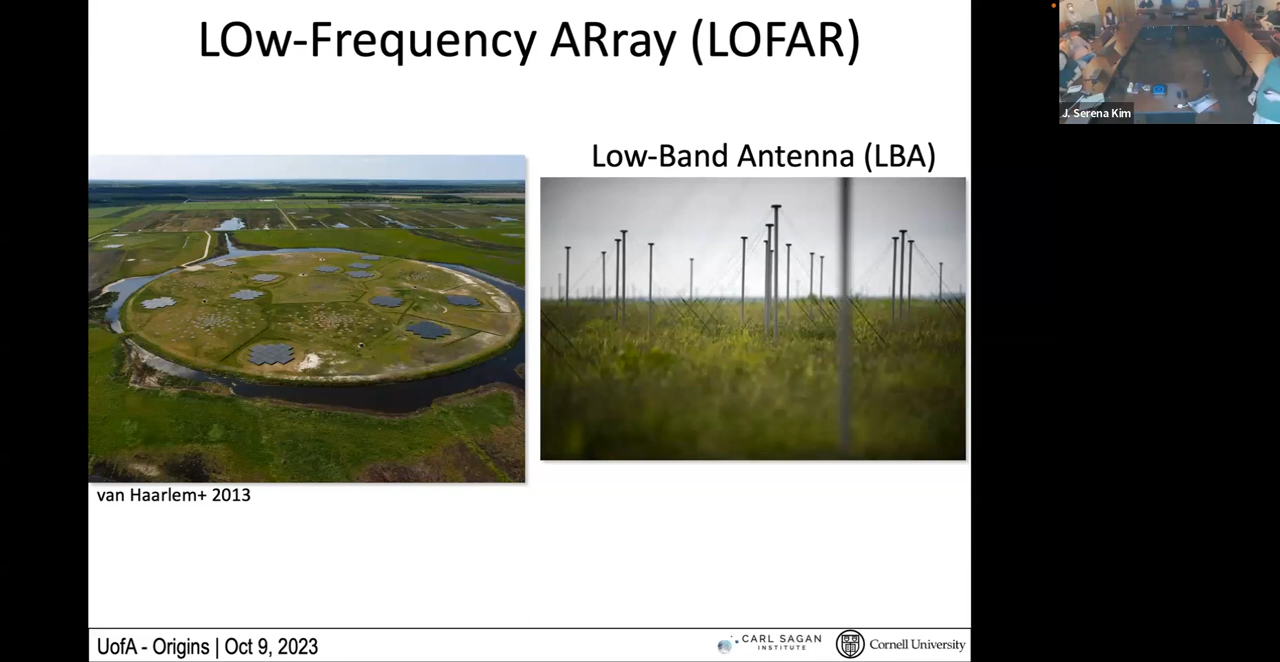 LOw-Frequency ARray (LOFAR)
J. Serena Kim
Low-Band Antenna (LBA)
van Haarlem+ 2013
UofA - Origins | Oct 9, 2023
CARL SAGAN
INSTITUTE
Cornell University